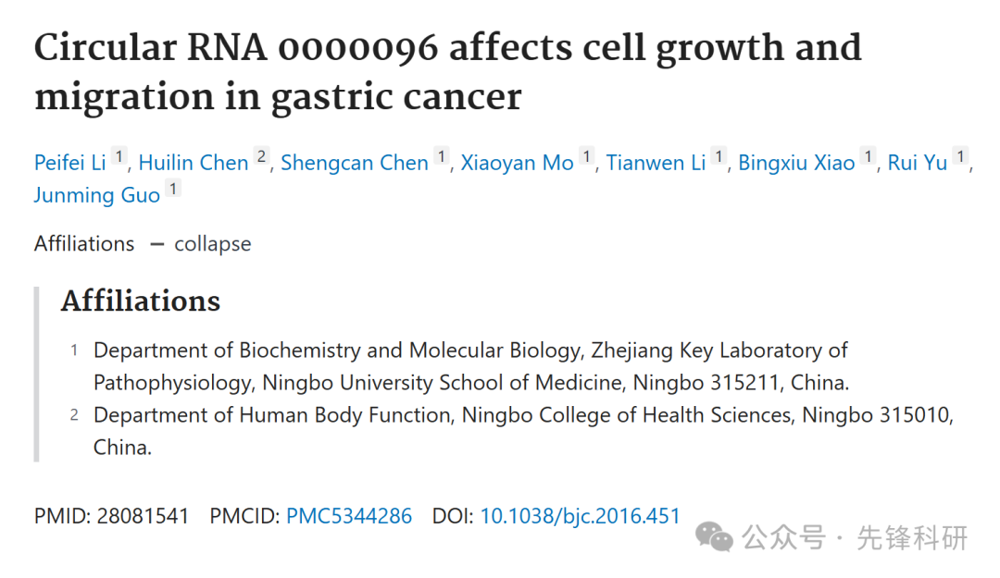 Circular RNA 0000096 affects cell growth and
migration in gastric cancer
Peifei Li 1, Huilin Chen 2, Shengcan Chen 1, Xiaoyan Mo 1, Tianwen Li 1, Bingxiu Xiao 1, Rui Yu 1,
Junming Guo 1
Affiliations — collapse
Affiliations
1 Department of Biochemistry and Molecular Biology, Zhejiang Key Laboratory of
Pathophysiology, Ningbo University School of Medicine, Ningbo 315211, China.
2 Department of Human Body Function, Ningbo College of Health Sciences, Ningbo 315010,
China.
PMID: 28081541 PMCID: PMC5344286 DOI: 10.1038/bjc.2016.451
公众号 · 先锋科研